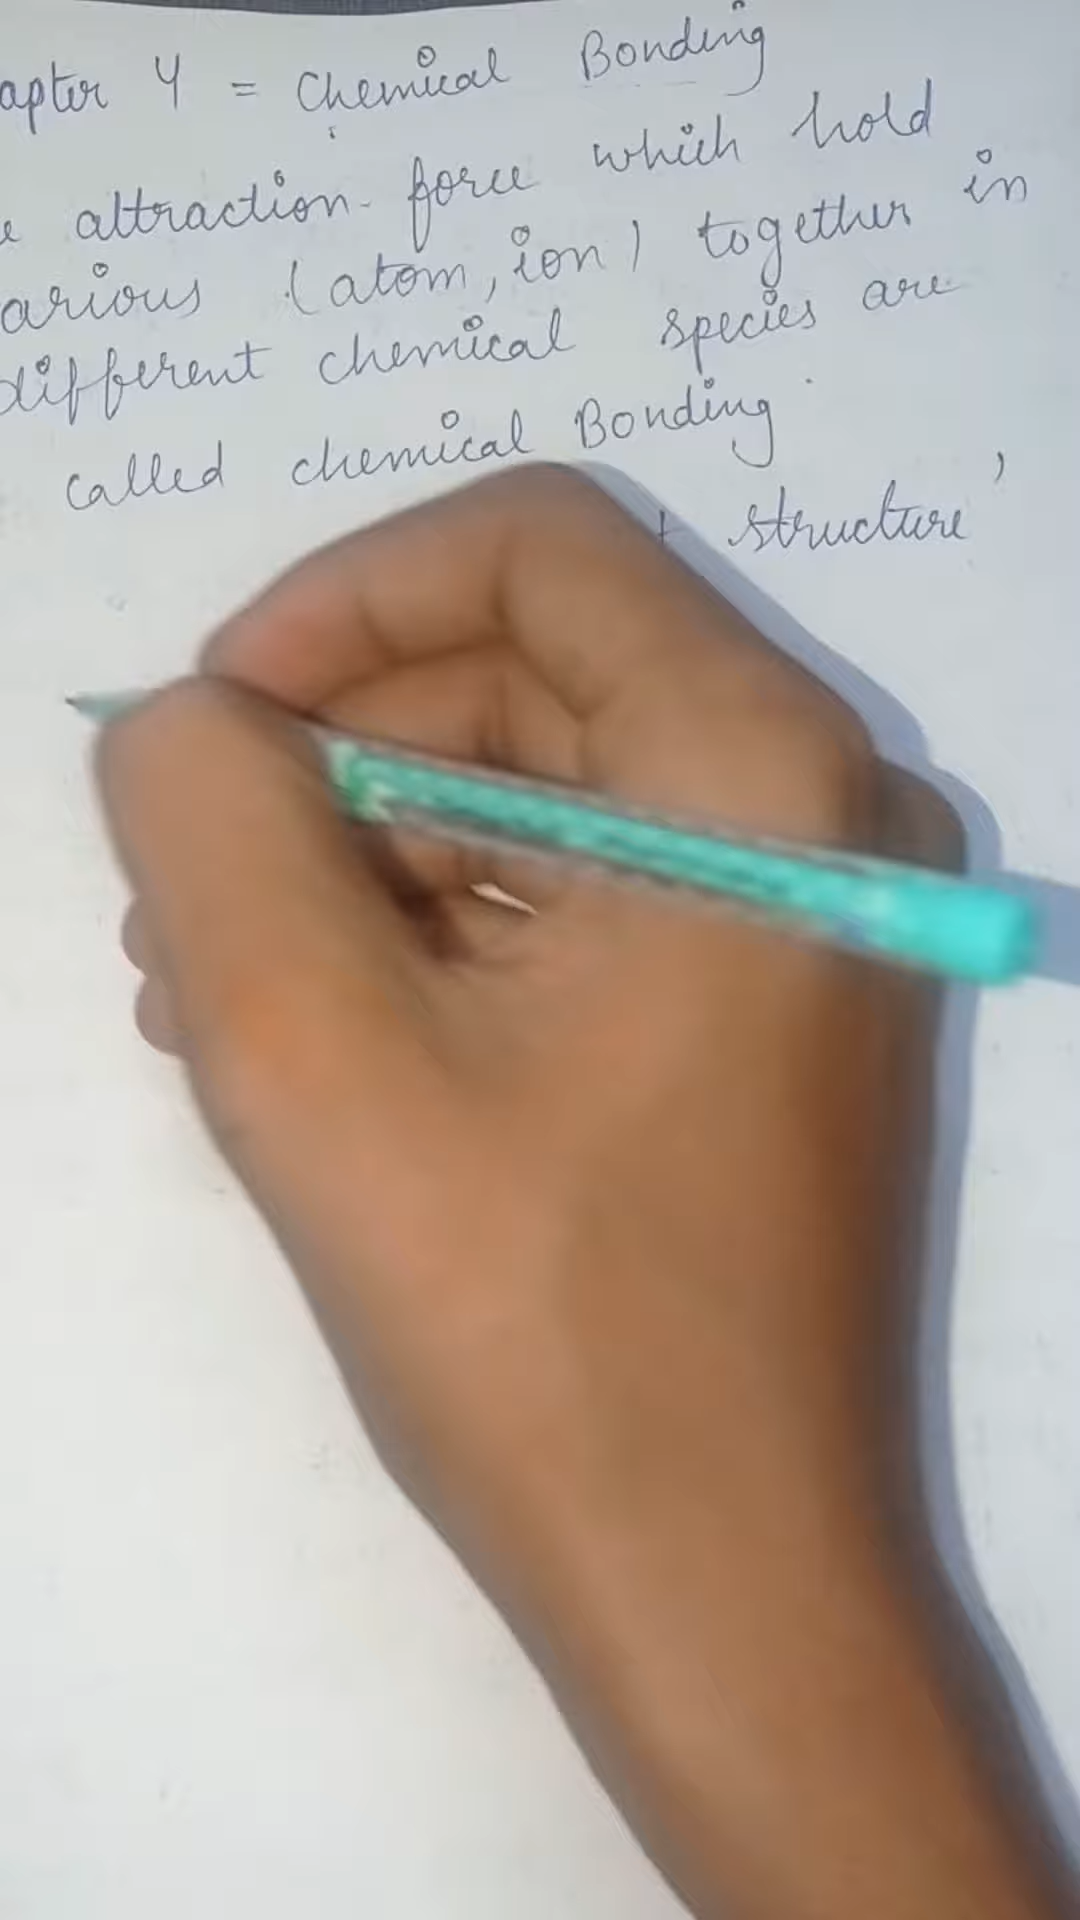 apter 4 = Chemical Bonding
e attraction force which hold
arious (atom, ion) together in
different chemical species are
called chemical Bonding
structure,